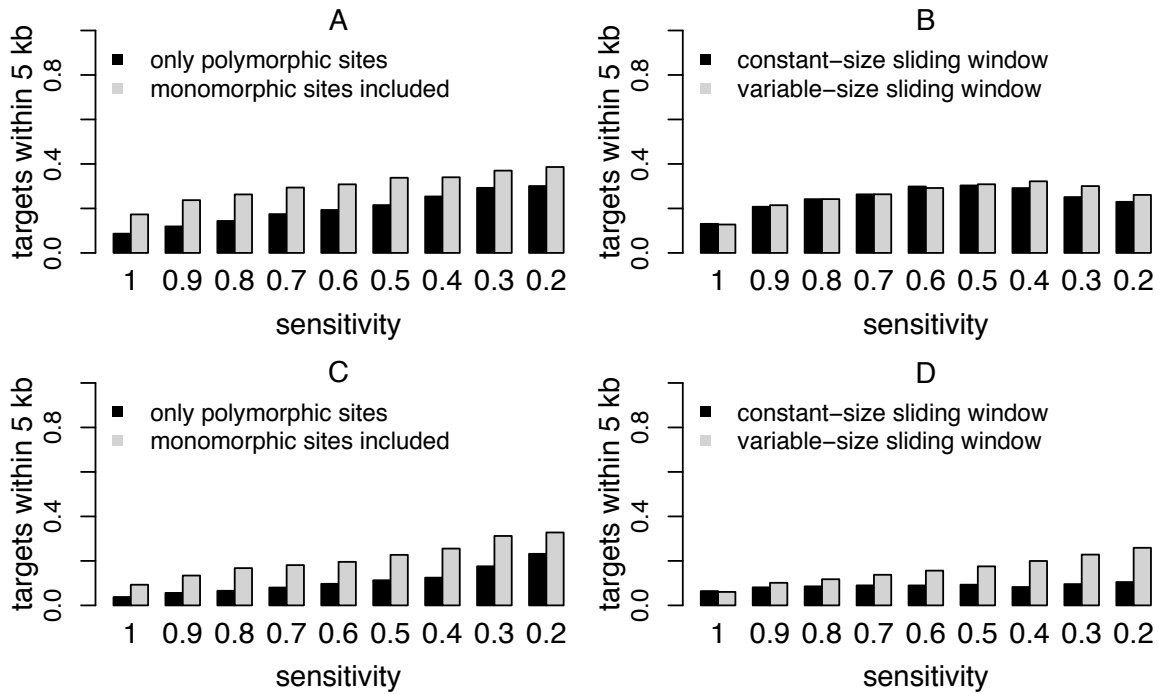 A
only polymorphic sites
monomorphic sites included
targets within 5 kb
0.0 0.4 0.8
1 0.9 0.8 0.7 0.6 0.5 0.4 0.3 0.2
sensitivity
B
constant−size sliding window
variable−size sliding window
targets within 5 kb
0.0 0.4 0.8
1 0.9 0.8 0.7 0.6 0.5 0.4 0.3 0.2
sensitivity
C
only polymorphic sites
monomorphic sites included
targets within 5 kb
0.0 0.4 0.8
1 0.9 0.8 0.7 0.6 0.5 0.4 0.3 0.2
sensitivity
D
constant−size sliding window
variable−size sliding window
targets within 5 kb
0.0 0.4 0.8
1 0.9 0.8 0.7 0.6 0.5 0.4 0.3 0.2
sensitivity